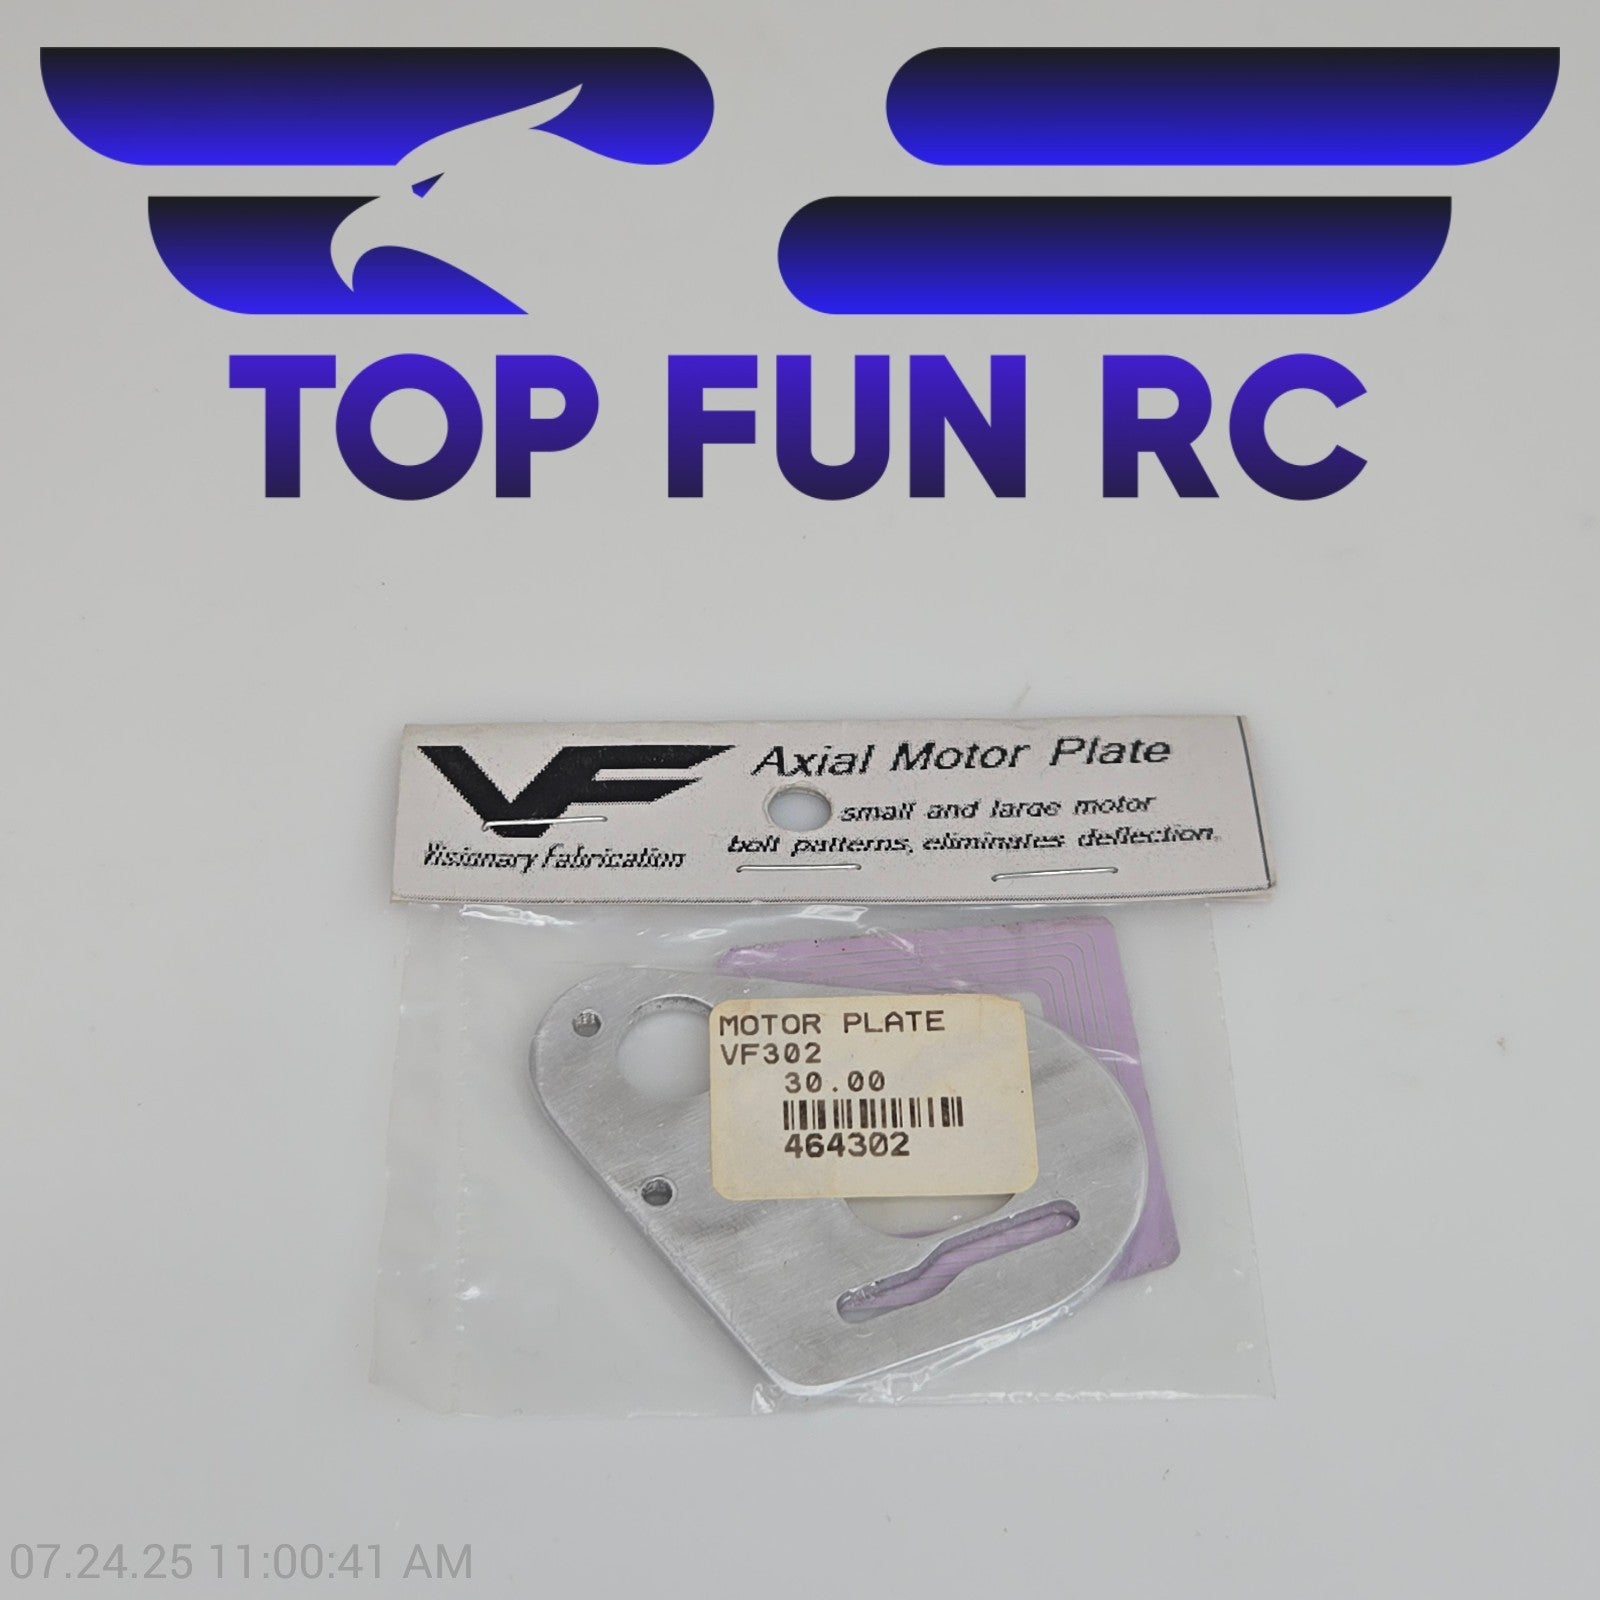 TOP FUN RC
VF
Visionary Fabrication
Axial Motor Plate
small and large motor
bolt patterns, eliminates deflection.
MOTOR PLATE
VF302
30.00
464302
07.24.25 11:00:41 AM